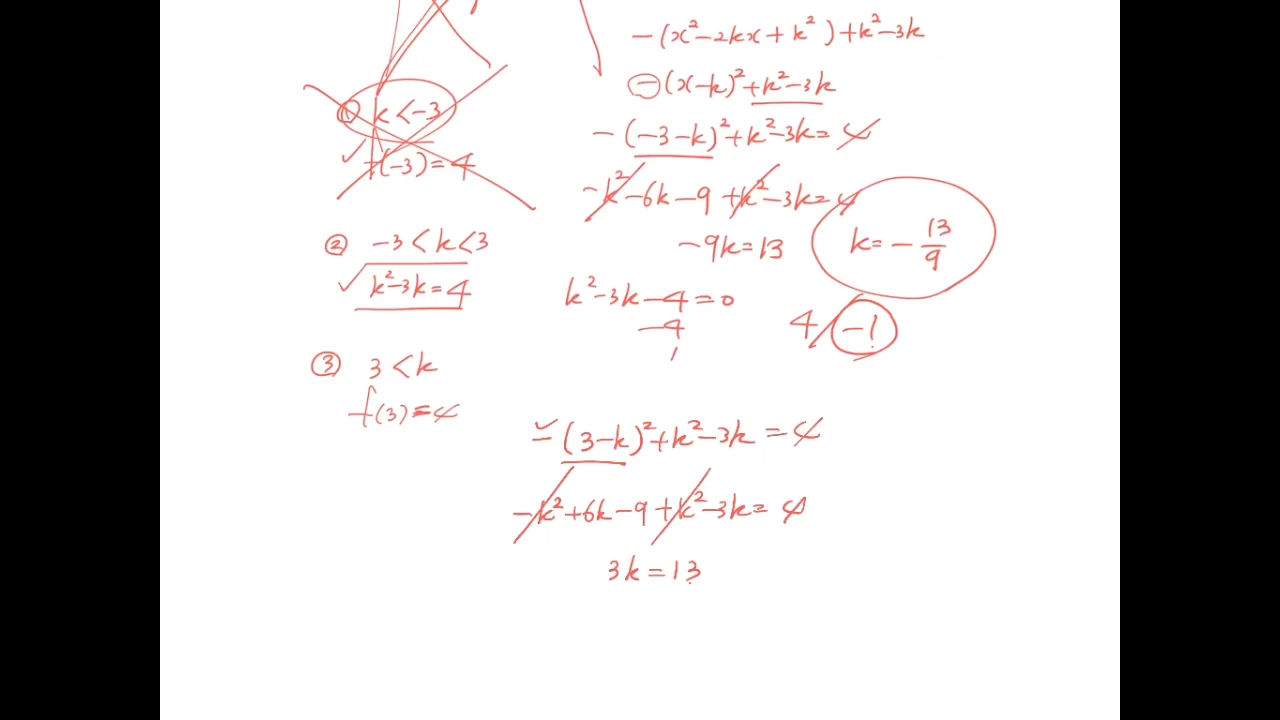 -(x²-2kx+k²)+k²-3k
-(x-k)²+k²-3k
① k<-3
-(-3-k)²+k²-3k=4
f(-3)=4
-k²-6k-9+k²-3k=4
-9k=13
k=-13/9
② -3<k<3
k²-3k=4
k²-3k-4=0
-4
1
4 -1
③ 3<k
f(3)=4
-(3-k)²+k²-3k=4
-k²+6k-9+k²-3k=4
3k=13